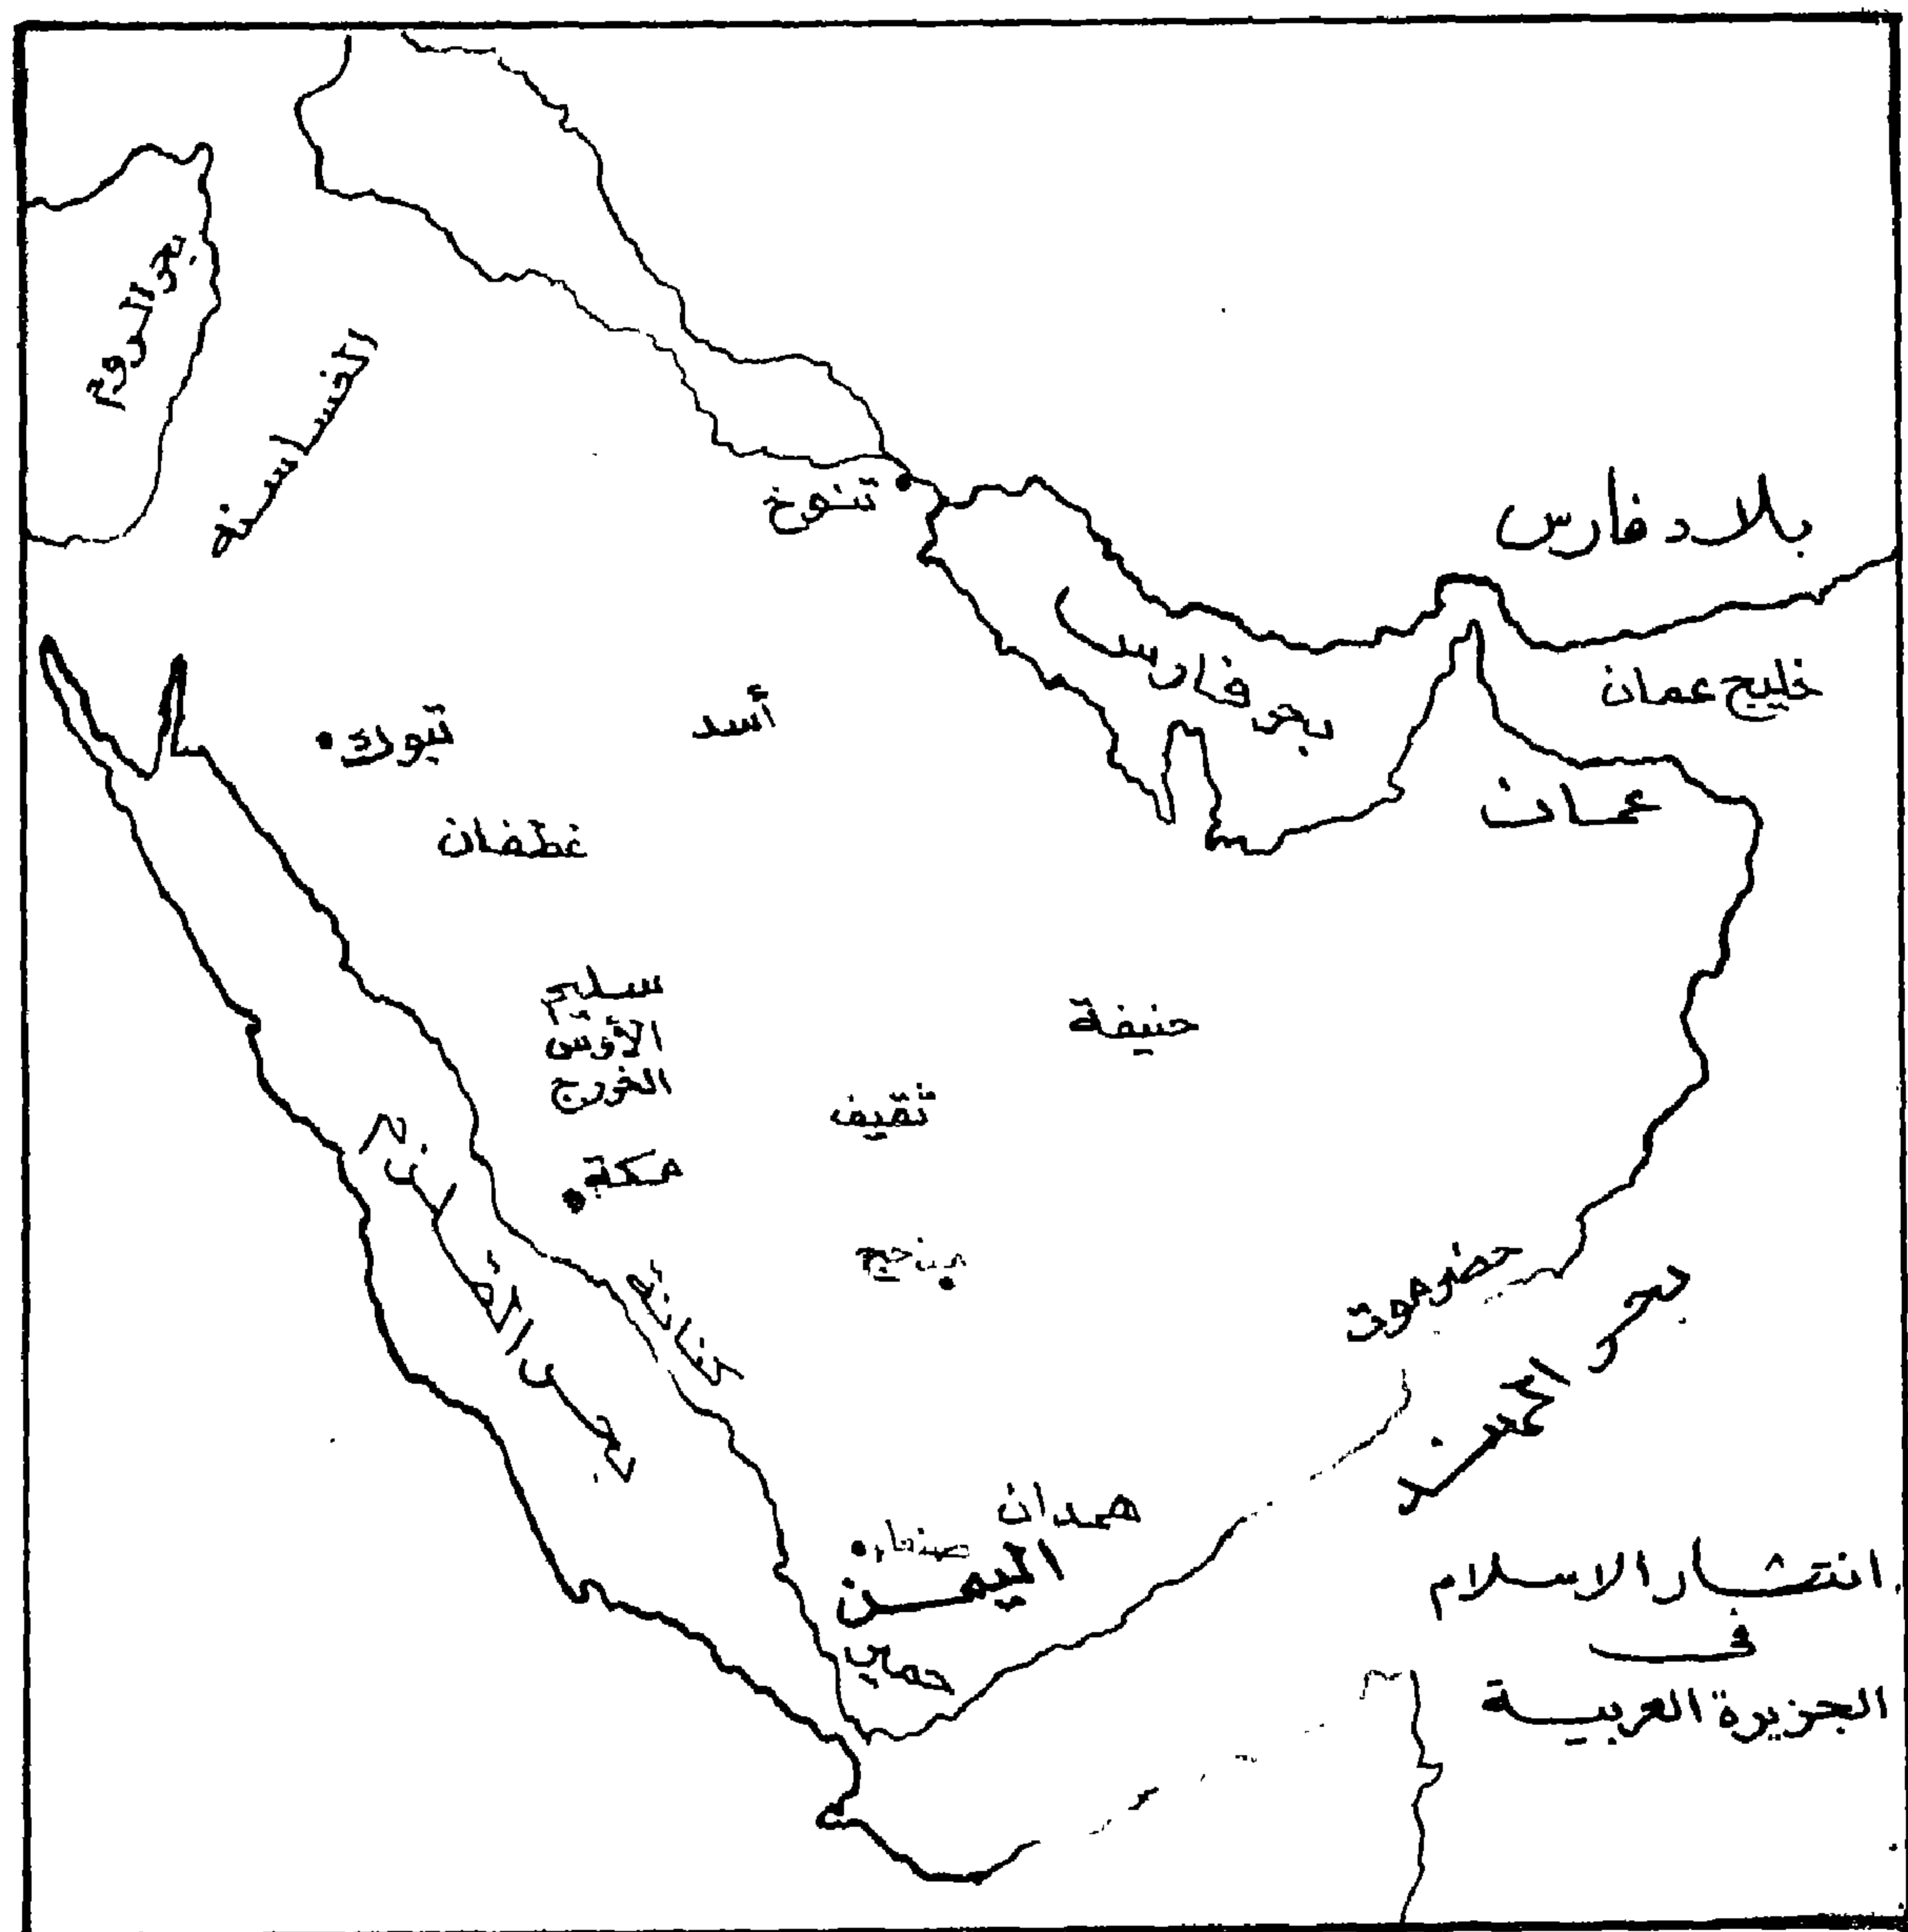 بحر الروم
الغساسنة
تنوخ
بلاد فارس
بحر فارس
خليج عمان
تبوك
أسد
عمان
غطفان
سليم
الأوس
الخزرج
حنيفة
ثقيف
مكة
كنانة
حضرموت
بحر الهند
همدان
صنعاء
اليمن
حمير
انتشار الاسلام
فى
الجزيرة العربية